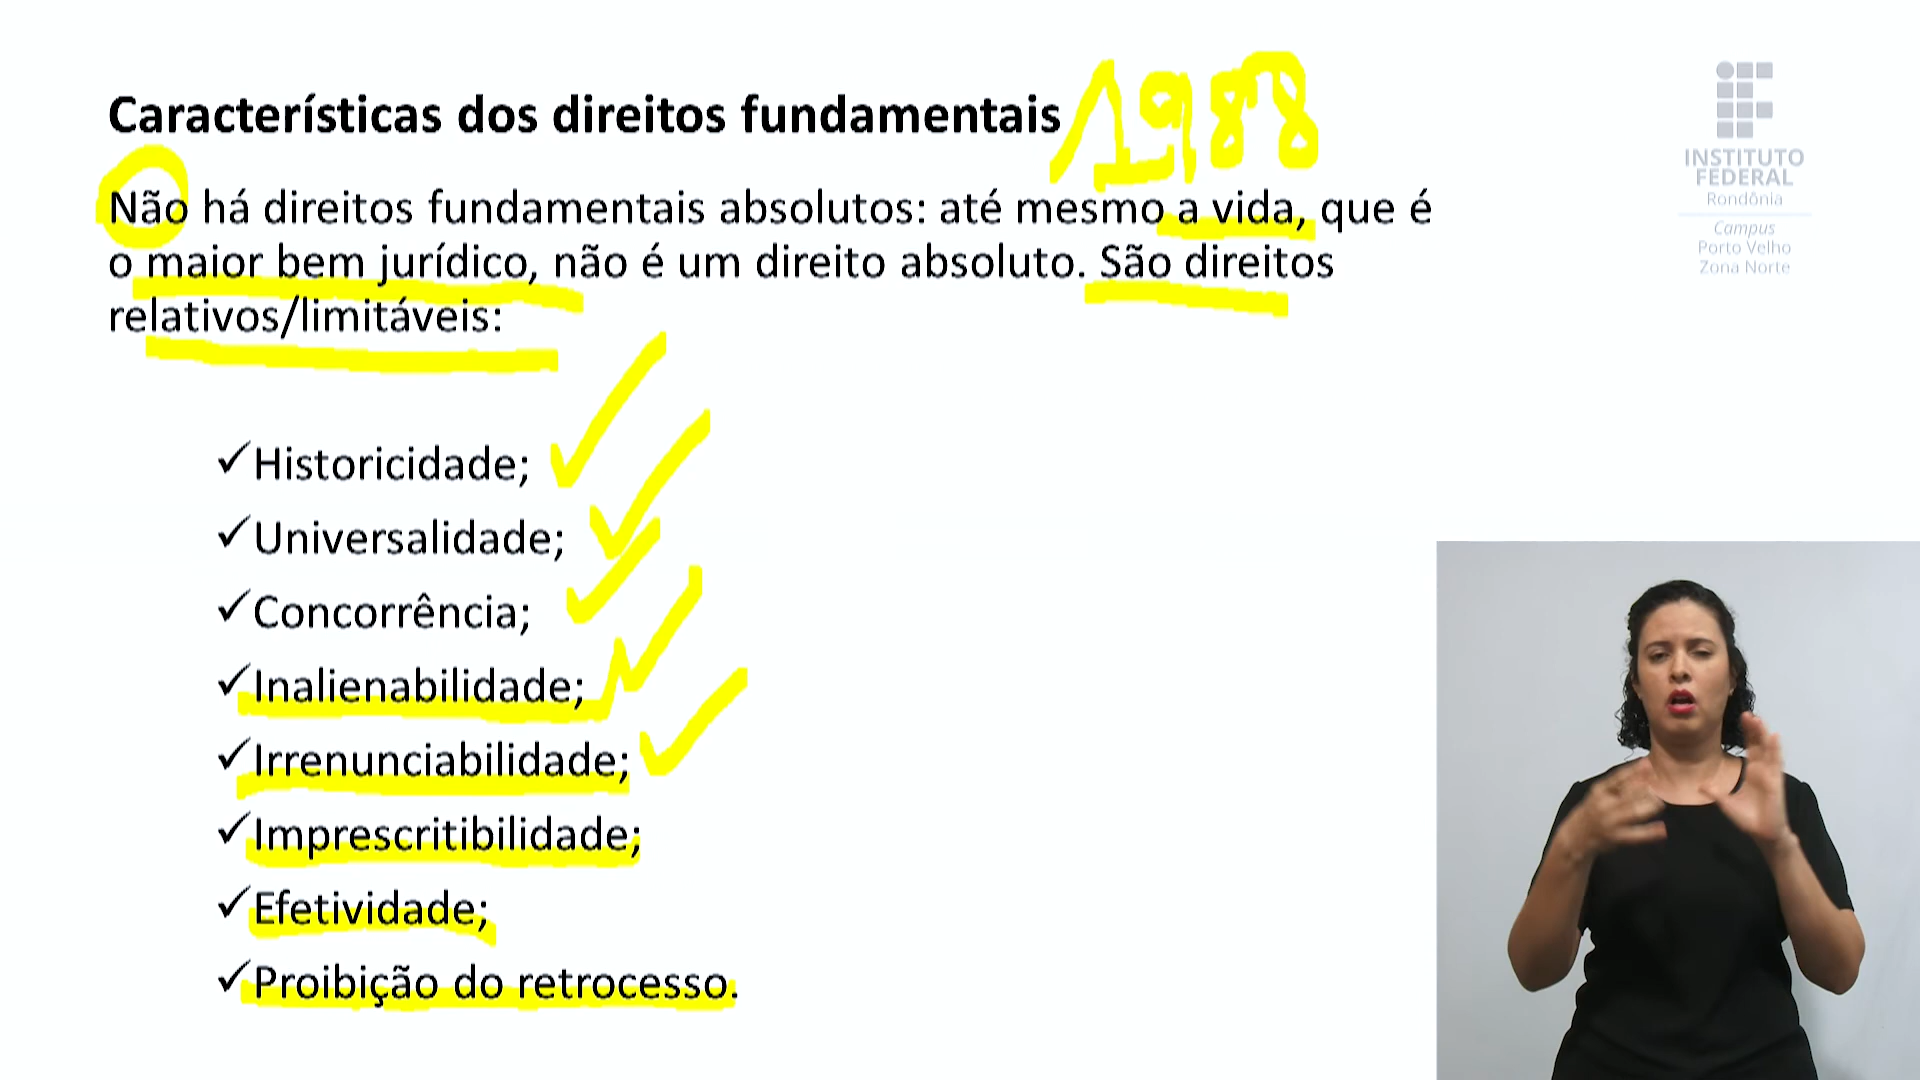 Características dos direitos fundamentais 1988
Não há direitos fundamentais absolutos: até mesmo a vida, que é
o maior bem jurídico, não é um direito absoluto. São direitos
relativos/limitáveis:
✓Historicidade;
✓Universalidade;
✓Concorrência;
✓Inalienabilidade;
✓Irrenunciabilidade;
✓Imprescritibilidade;
✓Efetividade;
✓Proibição do retrocesso.
INSTITUTO
FEDERAL
Rondônia
Campus
Porto Velho
Zona Norte